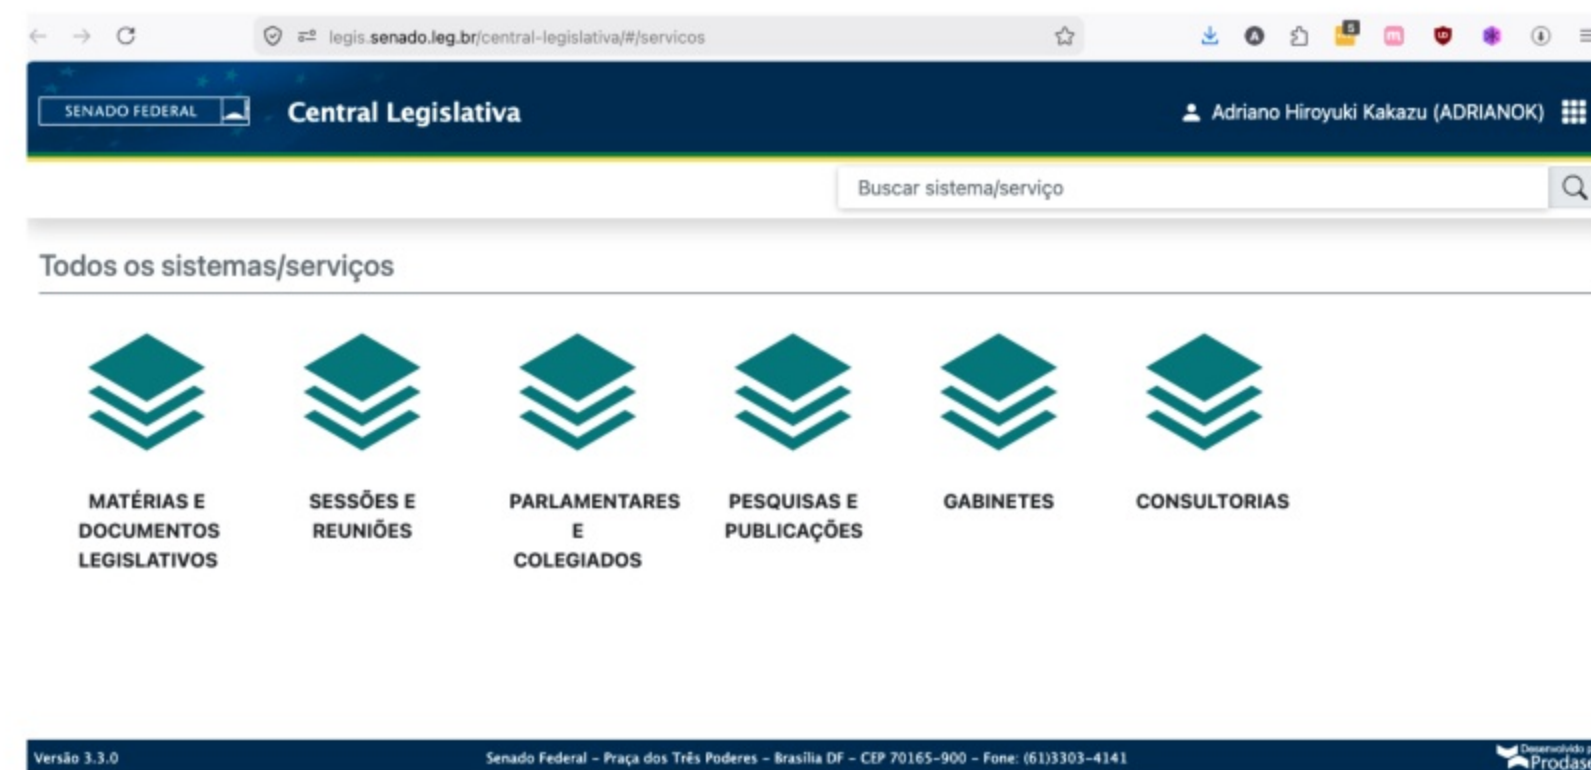 legis.senado.leg.br/central-legislativa/#/servicos
5
SENADO FEDERAL
Central Legislativa
Adriano Hiroyuki Kakazu (ADRIANOK)
Buscar sistema/serviço
Todos os sistemas/serviços
MATÉRIAS E
DOCUMENTOS
LEGISLATIVOS
SESSÕES E
REUNIÕES
PARLAMENTARES
E
COLEGIADOS
PESQUISAS E
PUBLICAÇÕES
GABINETES
CONSULTORIAS
Versão 3.3.0
Senado Federal – Praça dos Três Poderes – Brasília DF – CEP 70165-900 – Fone: (61)3303-4141
Desenvolvido